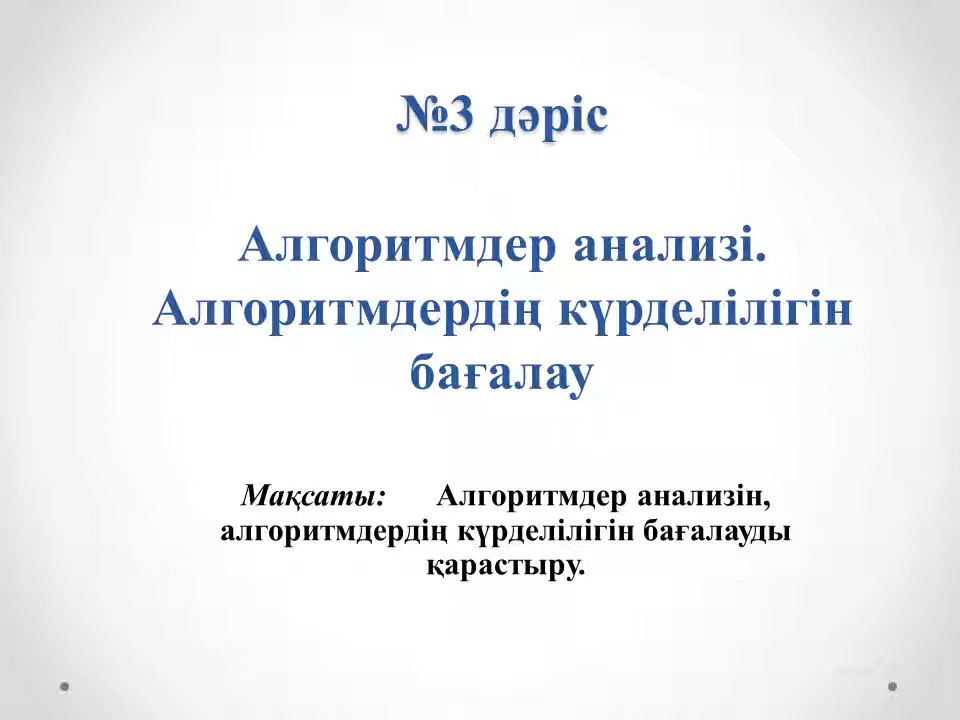 №3 дәріс
Алгоритмдер анализі.
Алгоритмдердің күрделілігін
бағалау
Мақсаты: Алгоритмдер анализін,
алгоритмдердің күрделілігін бағалауды
қарастыру.